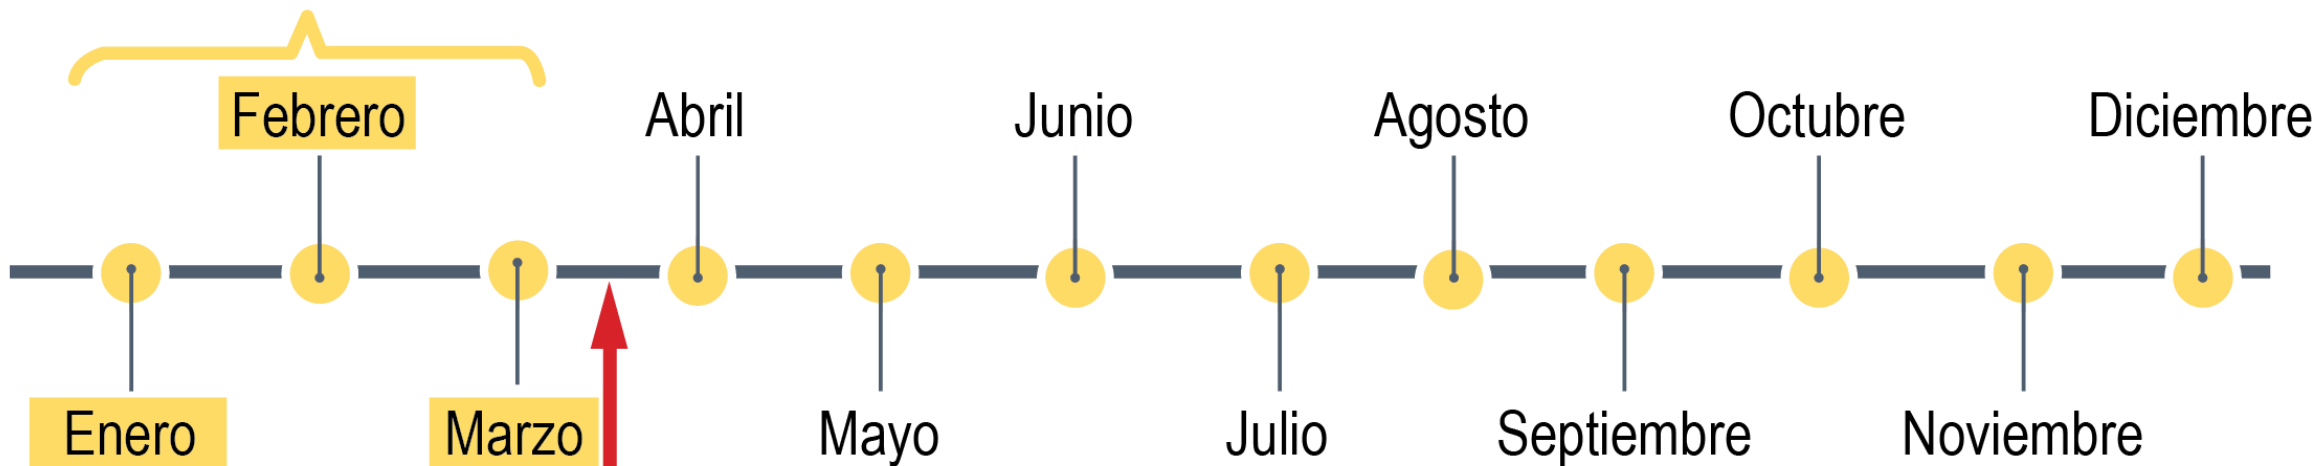 Febrero Abril Junio Agosto Octubre Diciembre
Enero Marzo Mayo Julio Septiembre Noviembre